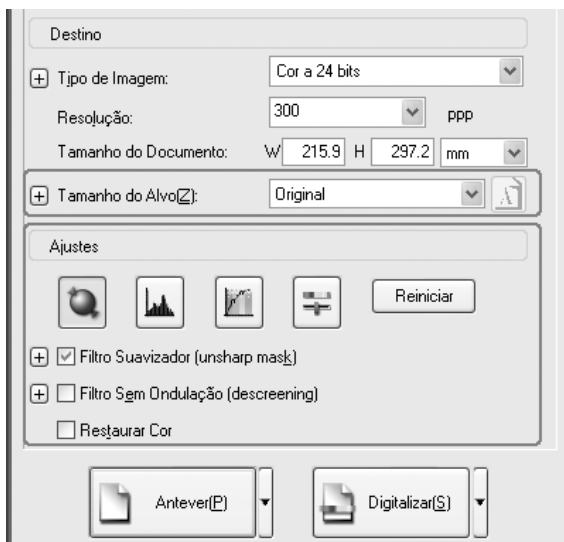 Destino
Tipo de Imagem: Cor a 24 bits
Resolução: 300 ppp
Tamanho do Documento: W 215.9 H 297.2 mm
Tamanho do Alvo(Z): Original
Ajustes
Reiniciar
Filtro Suavizador (unsharp mask)
Filtro Sem Ondulação (descreening)
Restaurar Cor
Antever(P) Digitalizar(S)